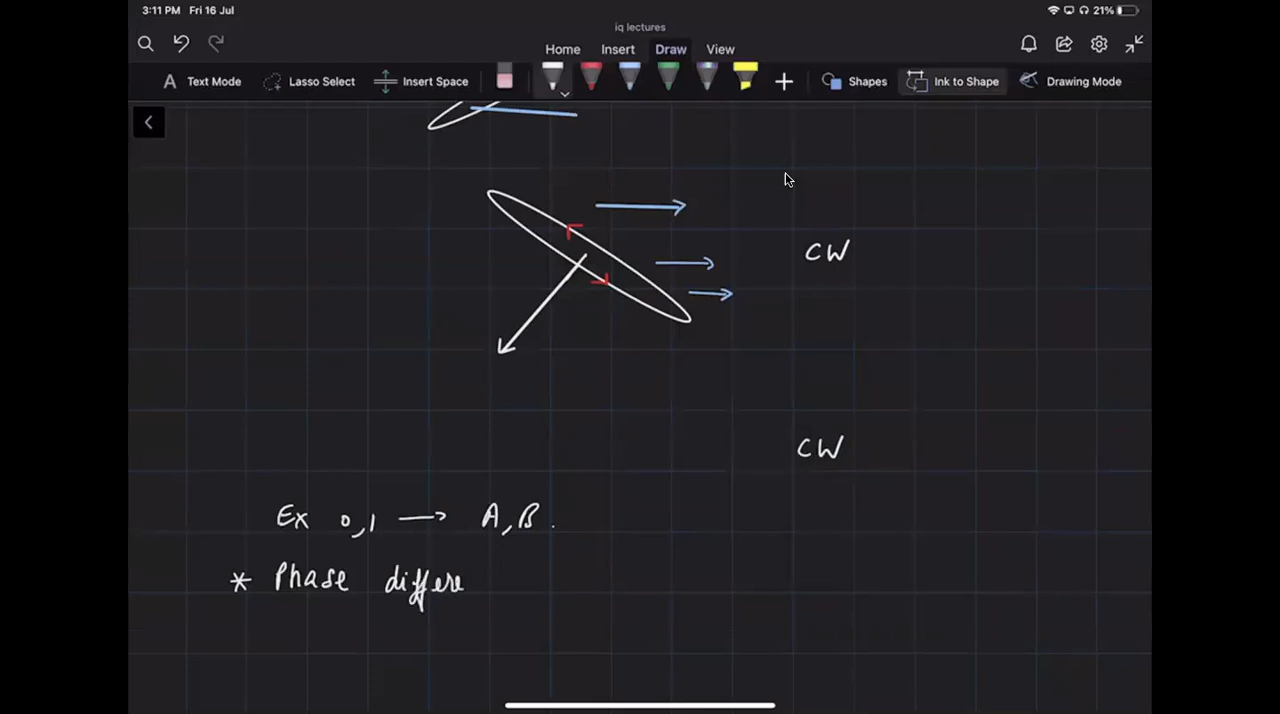 3:11 PM Fri 16 Jul 21%
iq lectures
Home Insert Draw View
Text Mode Lasso Select Insert Space Shapes Ink to Shape Drawing Mode
CW
CW
Ex 0,1 → A,B.
* Phase differe